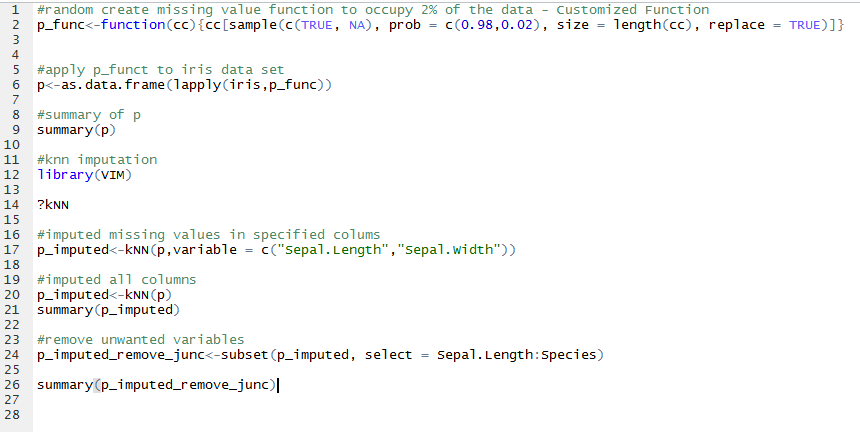 1 #random create missing value function to occupy 2% of the data - Customized Function
2 p_func<-function(cc){cc[sample(c(TRUE, NA), prob = c(0.98,0.02), size = length(cc), replace = TRUE)]}
3
4
5 #apply p_funct to iris data set
6 p<-as.data.frame(lapply(iris,p_func))
7
8 #summary of p
9 summary(p)
10
11 #knn imputation
12 library(VIM)
13
14 ?kNN
15
16 #imputed missing values in specified colums
17 p_imputed<-kNN(p,variable = c("Sepal.Length","Sepal.Width"))
18
19 #imputed all columns
20 p_imputed<-kNN(p)
21 summary(p_imputed)
22
23 #remove unwanted variables
24 p_imputed_remove_junc<-subset(p_imputed, select = Sepal.Length:Species)
25
26 summary(p_imputed_remove_junc)
27
28